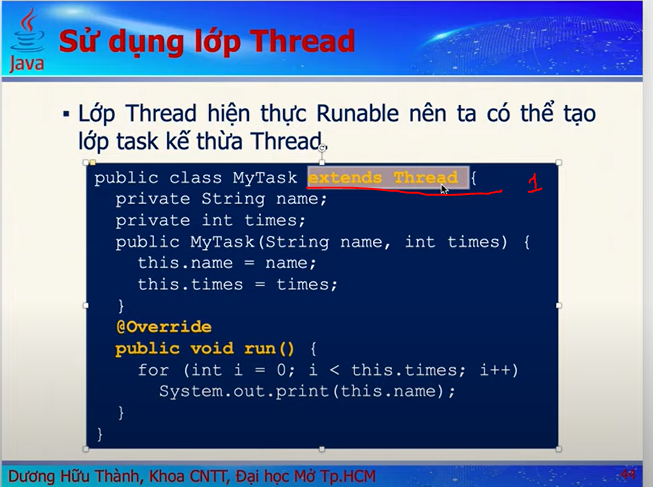 Java
Sử dụng lớp Thread
▪ Lớp Thread hiện thực Runable nên ta có thể tạo
lớp task kế thừa Thread.
public class MyTask extends Thread {
1
private String name;
private int times;
public MyTask(String name, int times) {
this.name = name;
this.times = times;
}
@Override
public void run() {
for (int i = 0; i < this.times; i++)
System.out.print(this.name);
}
}
Dương Hữu Thành, Khoa CNTT, Đại học Mở Tp.HCM
44